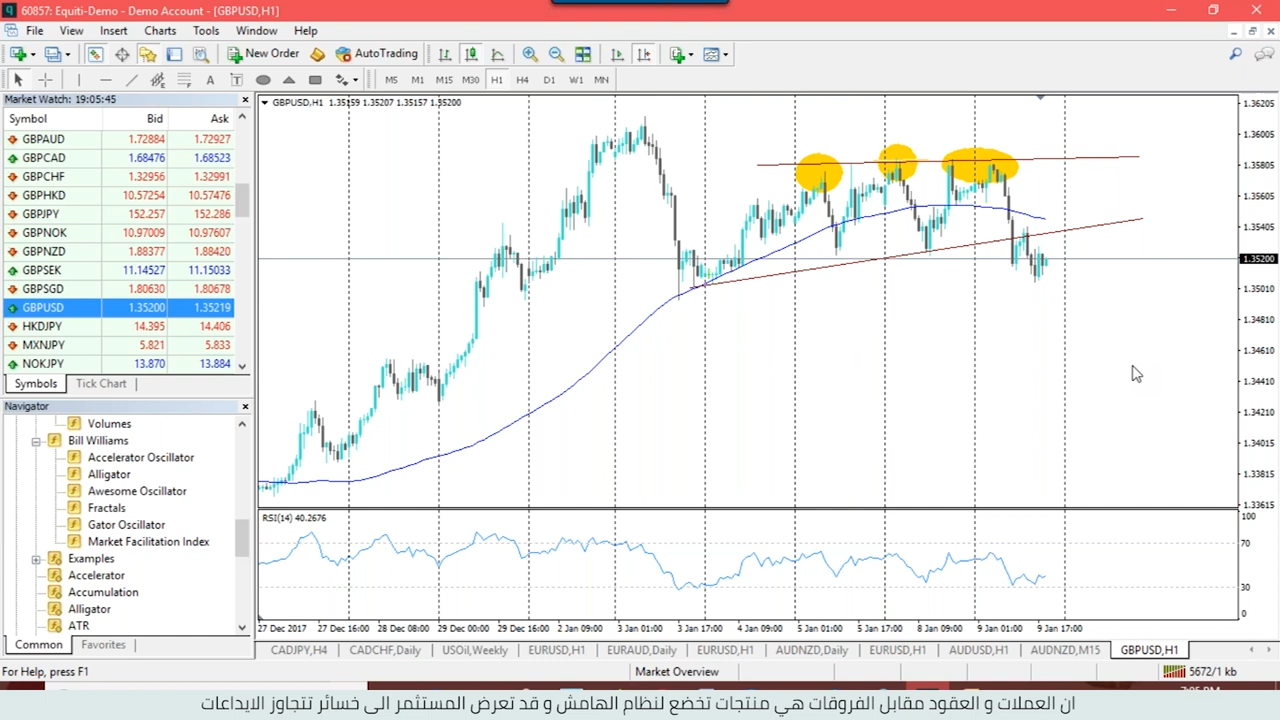 60857: Equiti-Demo - Demo Account - [GBPUSD,H1]
File View Insert Charts Tools Window Help
New Order AutoTrading
A T M5 M1 M15 M30 H1 H4 D1 W1 MN
Market Watch: 19:05:45
Symbol Bid Ask
GBPAUD 1.72884 1.72927
GBPCAD 1.68476 1.68523
GBPCHF 1.32956 1.32991
GBPHKD 10.57254 10.57476
GBPJPY 152.257 152.286
GBPNOK 10.97009 10.97607
GBPNZD 1.88377 1.88420
GBPSEK 11.14527 11.15033
GBPSGD 1.80630 1.80678
GBPUSD 1.35200 1.35219
HKDJPY 14.395 14.406
MXNJPY 5.821 5.833
NOKJPY 13.870 13.884
Symbols Tick Chart
Navigator
Volumes
Bill Williams
Accelerator Oscillator
Alligator
Awesome Oscillator
Fractals
Gator Oscillator
Market Facilitation Index
Examples
Accelerator
Accumulation
Alligator
ATR
Common Favorites
GBPUSD,H1 1.35159 1.35207 1.35157 1.35200
1.36205
1.36005
1.35805
1.35605
1.35405
1.35200
1.35010
1.34810
1.34610
1.34410
1.34210
1.34015
1.33815
1.33615
RSI(14) 40.2676
100
70
30
0
27 Dec 2017 27 Dec 16:00 28 Dec 08:00 29 Dec 00:00 29 Dec 16:00 2 Jan 09:00 3 Jan 01:00 3 Jan 17:00 4 Jan 09:00 5 Jan 01:00 5 Jan 17:00 8 Jan 09:00 9 Jan 01:00 9 Jan 17:00
CADJPY,H4 CADCHF,Daily USOil,Weekly EURUSD,H1 EURAUD,Daily EURUSD,H1 AUDNZD,Daily EURUSD,H1 AUDUSD,H1 AUDNZD,M15 GBPUSD,H1
For Help, press F1 Market Overview 5672/1 kb
ان العملات و العقود مقابل الفروقات هي منتجات تخضع لنظام الهامش و قد تعرض المستثمر الى خسائر تتجاوز الايداعات